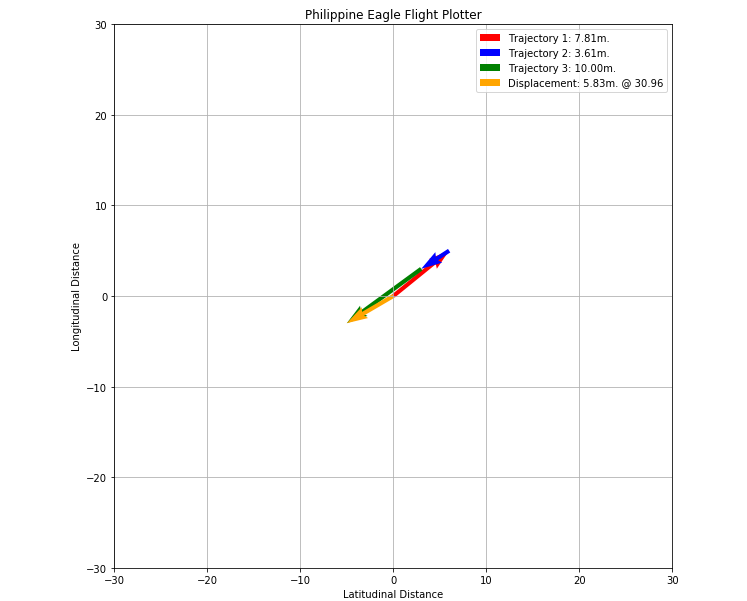 Philippine Eagle Flight Plotter
Trajectory 1: 7.81m.
Trajectory 2: 3.61m.
Trajectory 3: 10.00m.
Displacement: 5.83m. @ 30.96
Longitudinal Distance
30
20
10
0
−10
−20
−30
−30
−20
−10
0
10
20
30
Latitudinal Distance